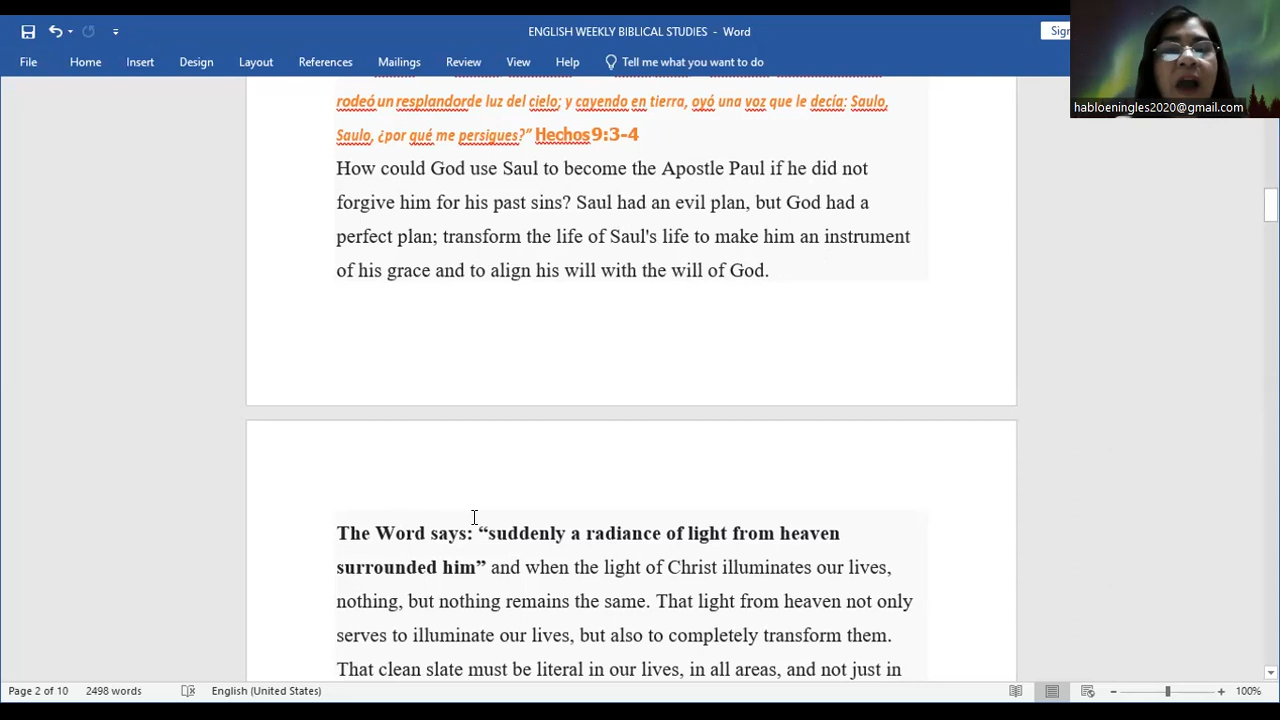 ENGLISH WEEKLY BIBLICAL STUDIES - Word
Sig
File Home Insert Design Layout References Mailings Review View Help Tell me what you want to do
habloeningles2020@gmail.com
rodeó un resplandorde luz del cielo; y cayendo en tierra, oyó una voz que le decía: Saulo,
Saulo, ¿por qué me persigues?” Hechos 9:3-4
How could God use Saul to become the Apostle Paul if he did not
forgive him for his past sins? Saul had an evil plan, but God had a
perfect plan; transform the life of Saul's life to make him an instrument
of his grace and to align his will with the will of God.
The Word says: “suddenly a radiance of light from heaven
surrounded him” and when the light of Christ illuminates our lives,
nothing, but nothing remains the same. That light from heaven not only
serves to illuminate our lives, but also to completely transform them.
That clean slate must be literal in our lives, in all areas, and not just in
Page 2 of 10 2498 words English (United States) 100%